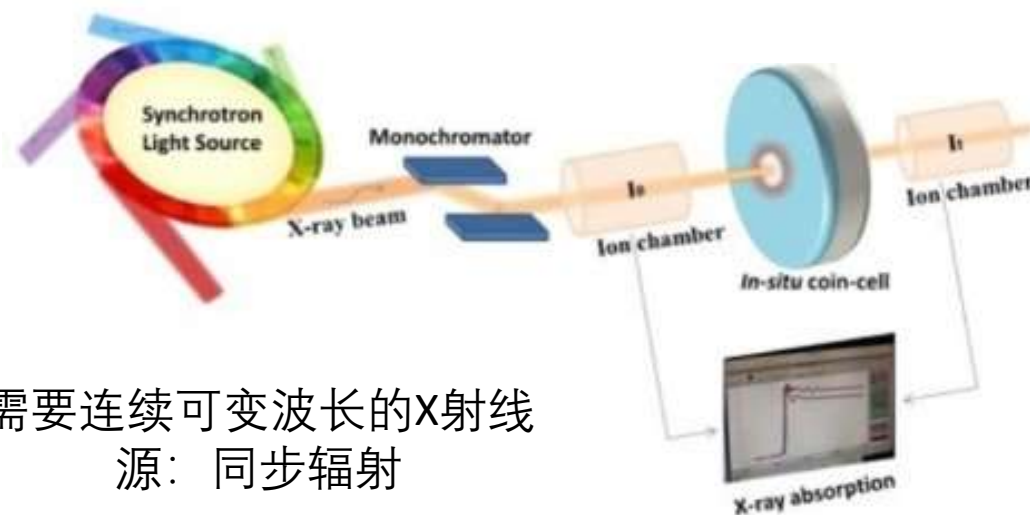 Synchrotron
Light Source
Monochromator
X-ray beam
I₀
Ion chamber
In-situ coin-cell
I₁
Ion chamber
需要连续可变波长的X射线
源：同步辐射
X-ray absorption